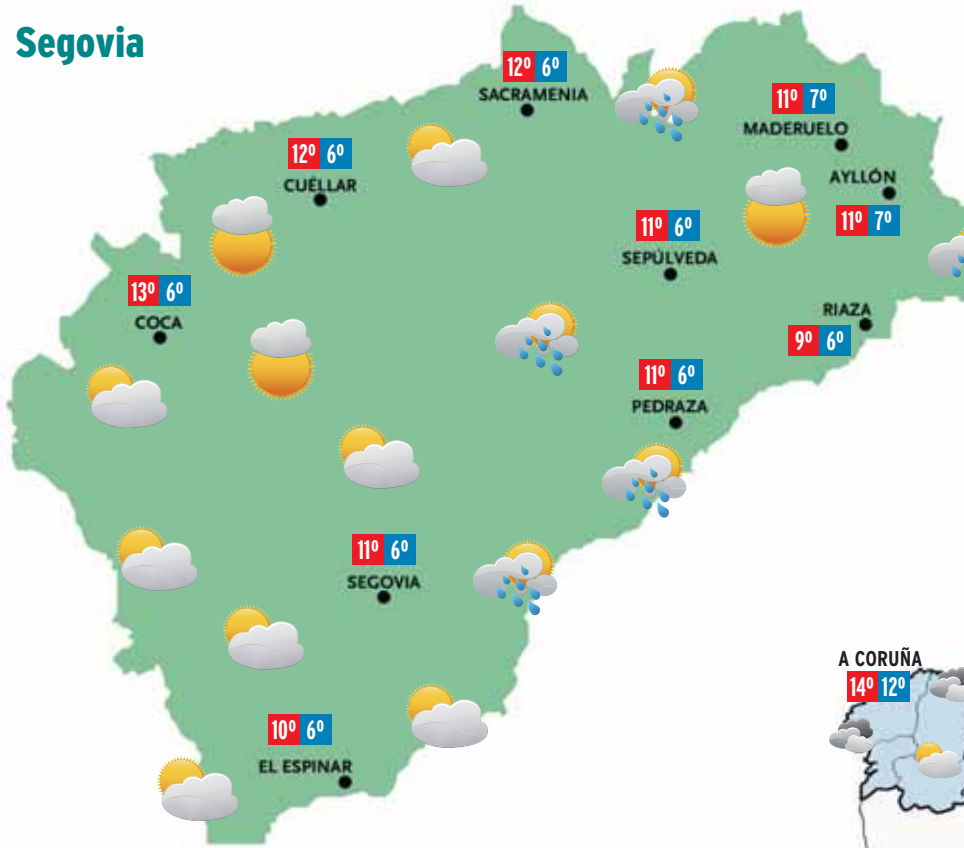 Segovia
12º 6º
SACRAMENIA
11º 7º
MADERUELO
12º 6º
CUÉLLAR
AYLLÓN
11º 7º
11º 6º
SEPÚLVEDA
13º 6º
COCA
RIAZA
9º 6º
11º 6º
PEDRAZA
11º 6º
SEGOVIA
A CORUÑA
14º 12º
10º 6º
EL ESPINAR